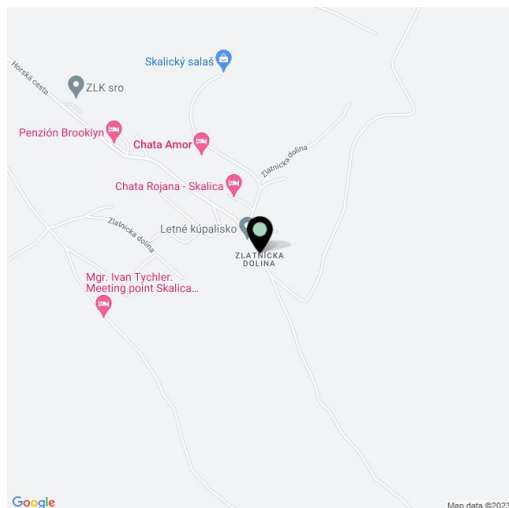 Skalický salaš
Horská cesta
ZLK sro
Penzión Brooklyn
Chata Amor
Zlatnícka dolina
Chata Rojana - Skalica
Letné kúpalisko
Zlatnícka dolina
ZLATNÍCKA
DOLINA
Mgr. Ivan Tychler.
Meeting point Skalica...
Google
Map data ©2023